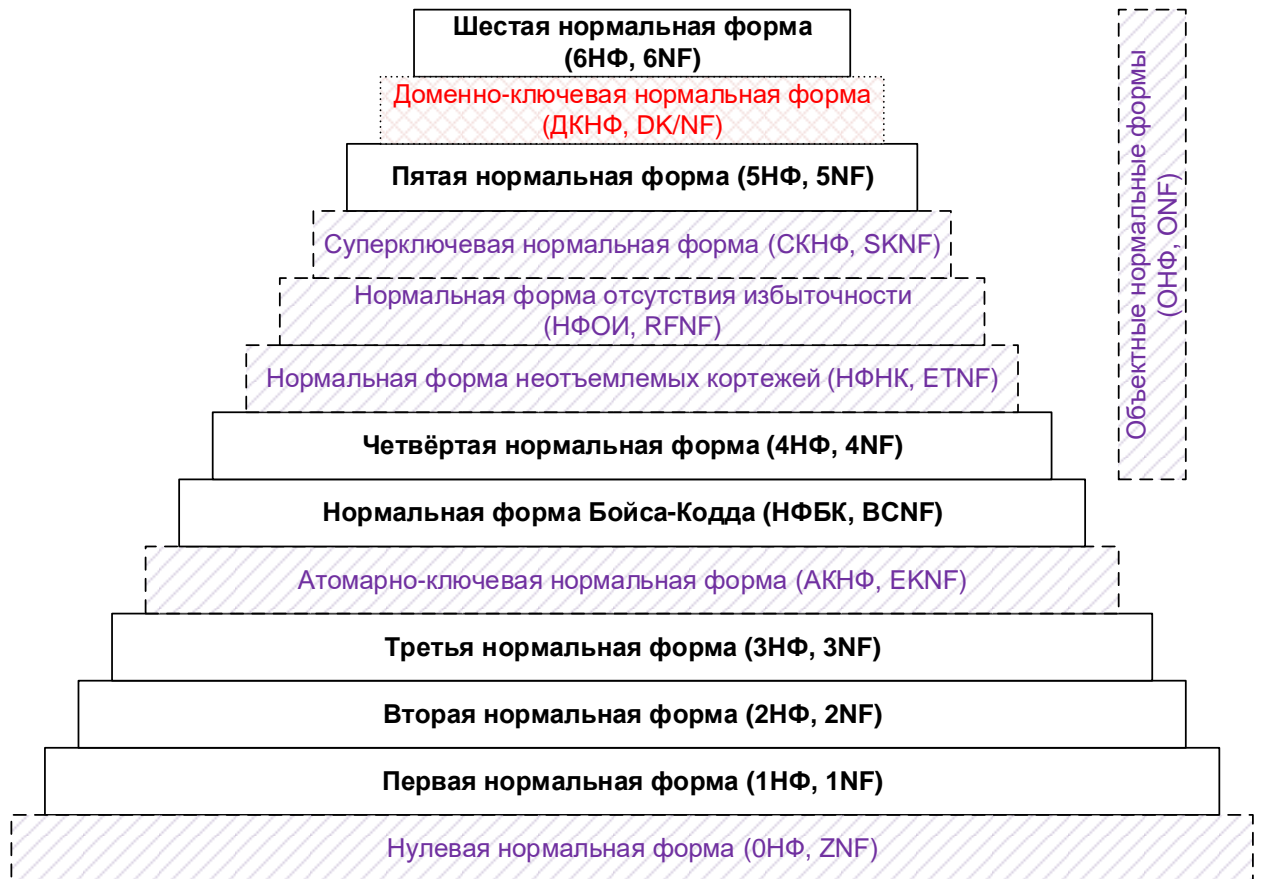 Шестая нормальная форма
(6НФ, 6NF)
Доменно-ключевая нормальная форма
(ДКНФ, DK/NF)
Пятая нормальная форма (5НФ, 5NF)
Суперключевая нормальная форма (СКНФ, SKNF)
Нормальная форма отсутствия избыточности
(НФОИ, RFNF)
Нормальная форма неотъемлемых кортежей (НФНК, ETNF)
Четвёртая нормальная форма (4НФ, 4NF)
Нормальная форма Бойса-Кодда (НФБК, BCNF)
Атомарно-ключевая нормальная форма (АКНФ, EKNF)
Третья нормальная форма (3НФ, 3NF)
Вторая нормальная форма (2НФ, 2NF)
Первая нормальная форма (1НФ, 1NF)
Нулевая нормальная форма (0НФ, ZNF)
Объектные нормальные формы
(ОНФ, ONF)